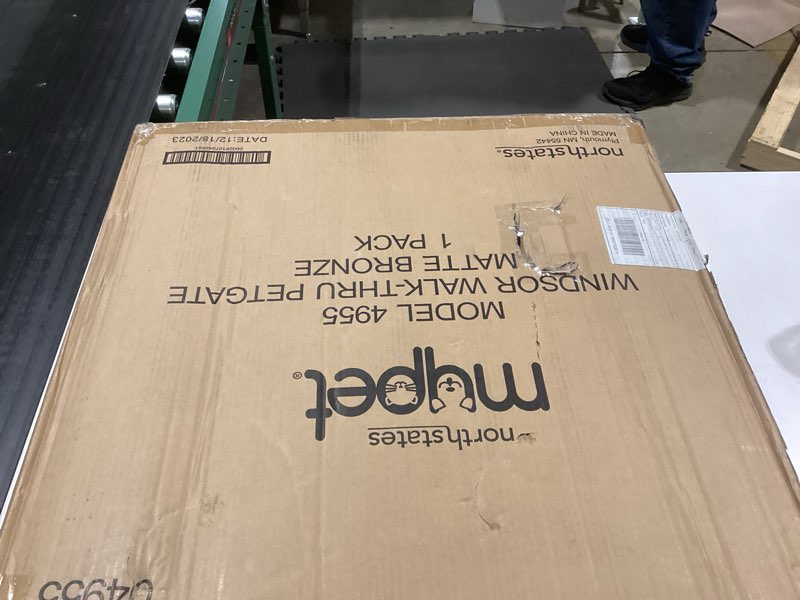 northstates
mypet®
MODEL 4955
WINDSOR WALK-THRU PETGATE
MATTE BRONZE
1 PACK
northstates®
Plymouth, MN 55442
MADE IN CHINA
DATE:12/18/2023
04955